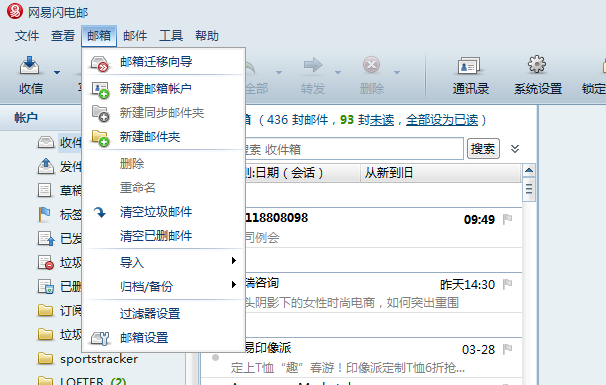 网易闪电邮
文件 查看 邮箱 邮件 工具 帮助
收信 全部 转发 删除 通讯录 系统设置 锁定
邮箱迁移向导
新建邮箱帐户
新建同步邮件夹
新建邮件夹
删除
重命名
清空垃圾邮件
清空已删邮件
导入
归档/备份
过滤器设置
邮箱设置
帐户
收件
发件
草稿
标签
已发
垃圾
已删
订阅
垃圾
sportstracker
LOFTER (2)
箱 ( 436 封邮件，93 封未读，全部设为已读 )
搜索 收件箱 搜索
别:日期（会话） 从新到旧
118808098 09:49
司例会
瑞咨询 昨天14:30
头阴影下的女性时尚电商，如何突出重围
易印像派 03-28
定上T恤“趣”春游！印像派定制T恤6折抢...